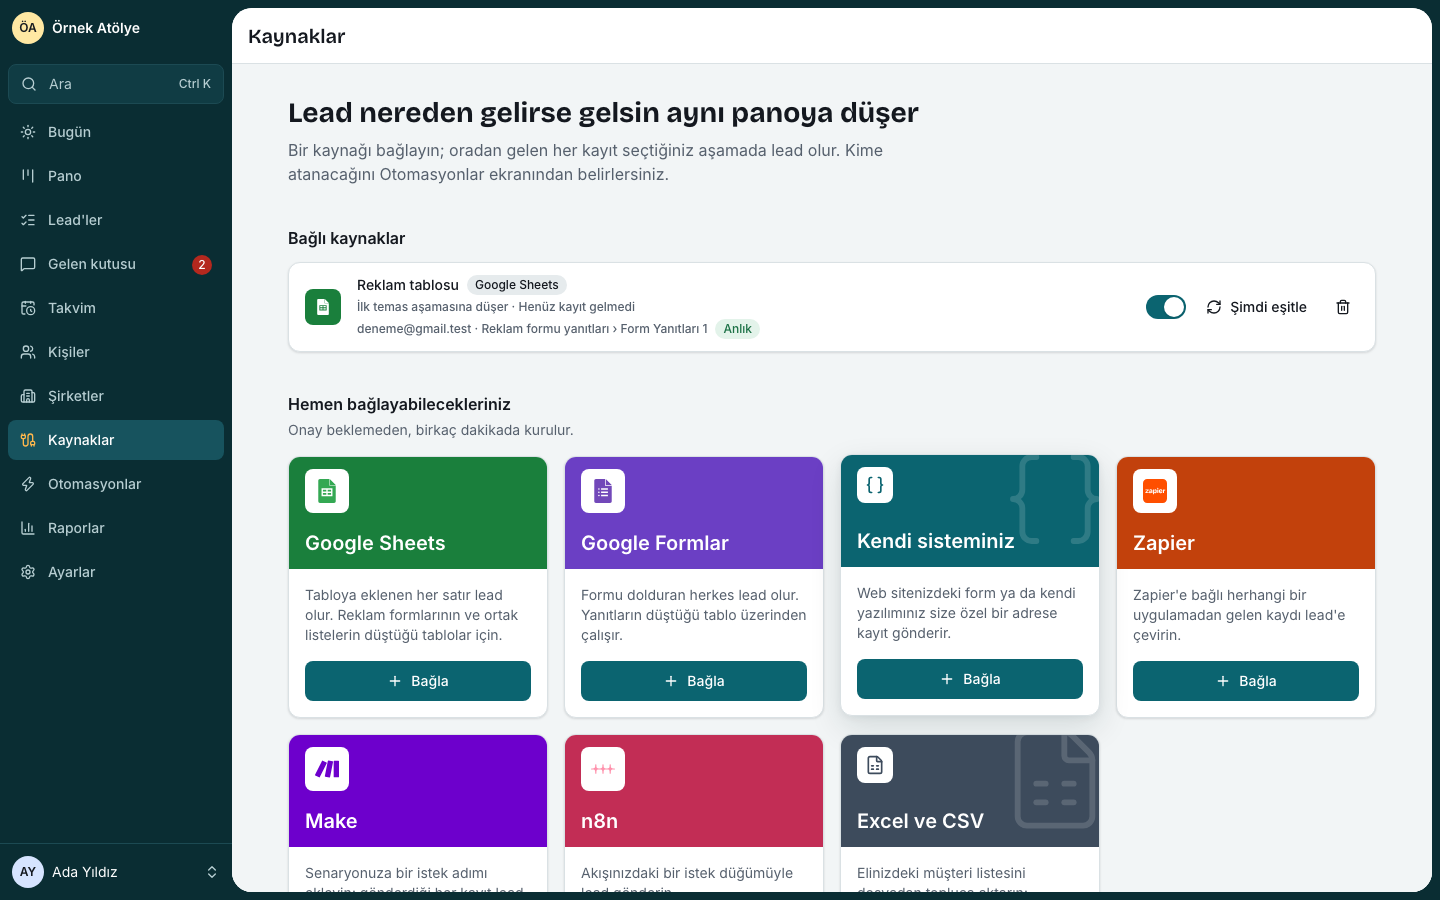 ÖA Örnek Atölye
Ara Ctrl K
Bugün
Pano
Lead'ler
Gelen kutusu 2
Takvim
Kişiler
Şirketler
Kaynaklar
Otomasyonlar
Raporlar
Ayarlar
AY Ada Yıldız
Kaynaklar
Lead nereden gelirse gelsin aynı panoya düşer
Bir kaynağı bağlayın; oradan gelen her kayıt seçtiğiniz aşamada lead olur. Kime
atanacağını Otomasyonlar ekranından belirlersiniz.
Bağlı kaynaklar
Reklam tablosu Google Sheets
İlk temas aşamasına düşer · Henüz kayıt gelmedi
deneme@gmail.test · Reklam formu yanıtları › Form Yanıtları 1 Anlık
Şimdi eşitle
Hemen bağlayabilecekleriniz
Onay beklemeden, birkaç dakikada kurulur.
Google Sheets
Tabloya eklenen her satır lead
olur. Reklam formlarının ve ortak
listelerin düştüğü tablolar için.
+ Bağla
Google Formlar
Formu dolduran herkes lead olur.
Yanıtların düştüğü tablo üzerinden
çalışır.
+ Bağla
{ }
Kendi sisteminiz
Web sitenizdeki form ya da kendi
yazılımınız size özel bir adrese
kayıt gönderir.
+ Bağla
zapier
Zapier
Zapier'e bağlı herhangi bir
uygulamadan gelen kaydı lead'e
çevirin.
+ Bağla
Make
Senaryonuza bir istek adımı
n8n
Akışınızdaki bir istek düğümüyle
Excel ve CSV
Elinizdeki müşteri listesini